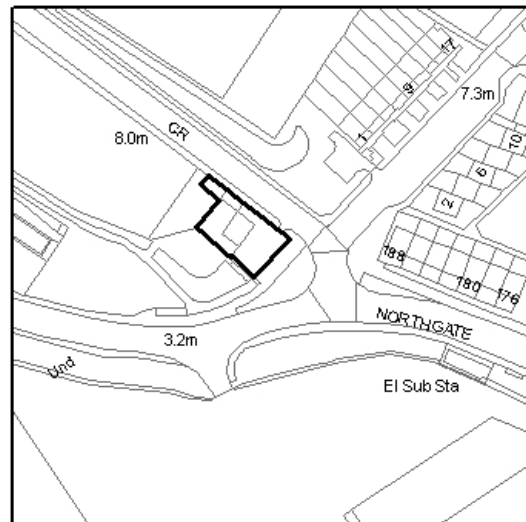 17
9
1
7.3m
CR
8.0m
10
6
2
188
180
176
NORTHGATE
3.2m
Und
El Sub Sta